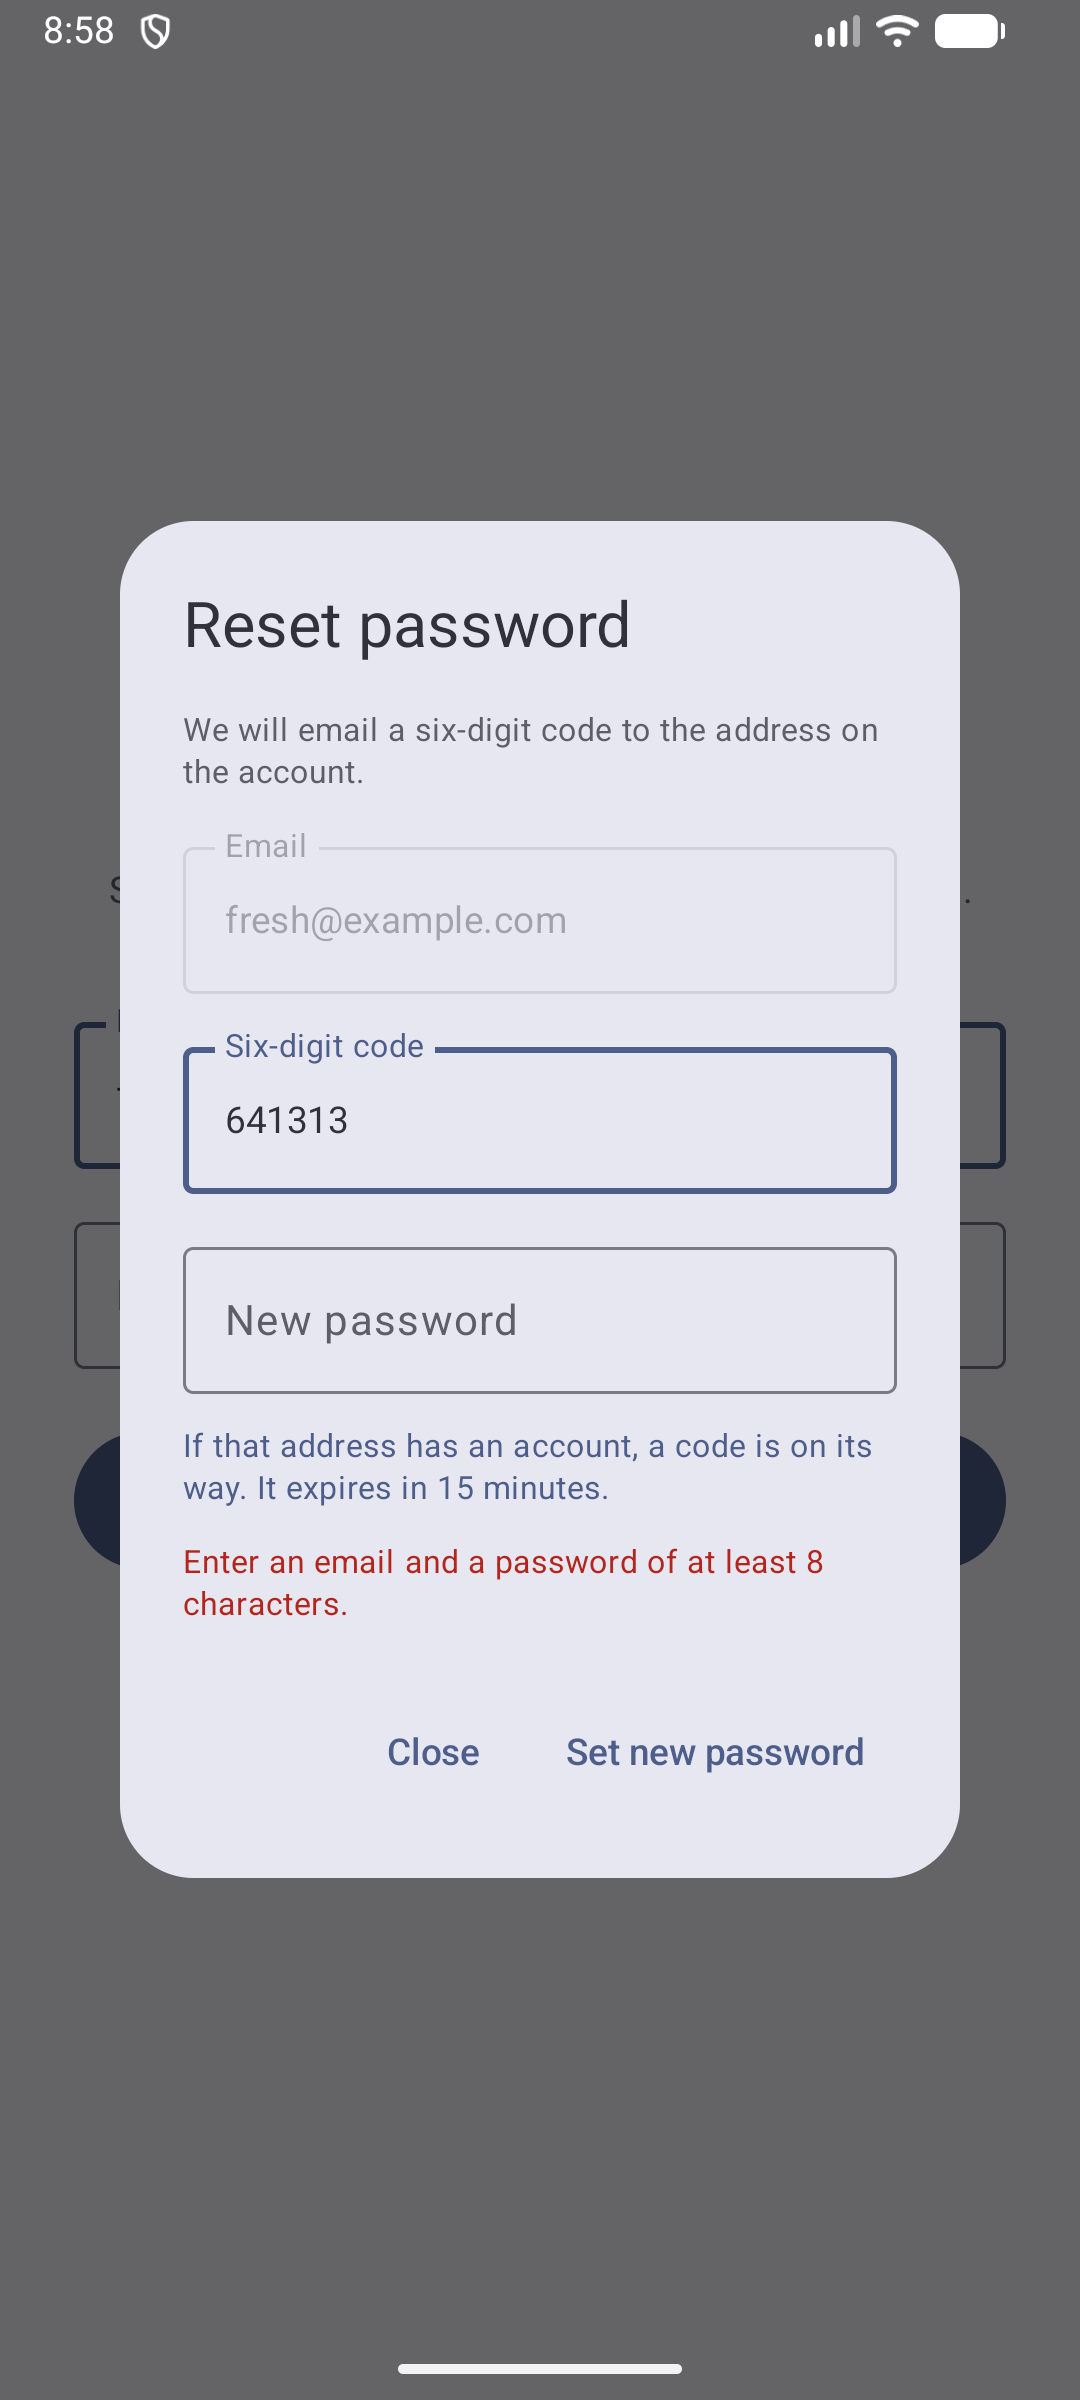 8:58
Reset password
We will email a six-digit code to the address on
the account.
Email
fresh@example.com
Six-digit code
641313
New password
If that address has an account, a code is on its
way. It expires in 15 minutes.
Enter an email and a password of at least 8
characters.
Close
Set new password